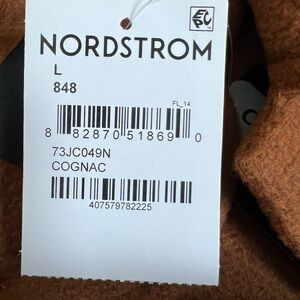 NORDSTROM
L
848
FL_14
8 82870 51869 0
73JC049N
COGNAC
407579782225